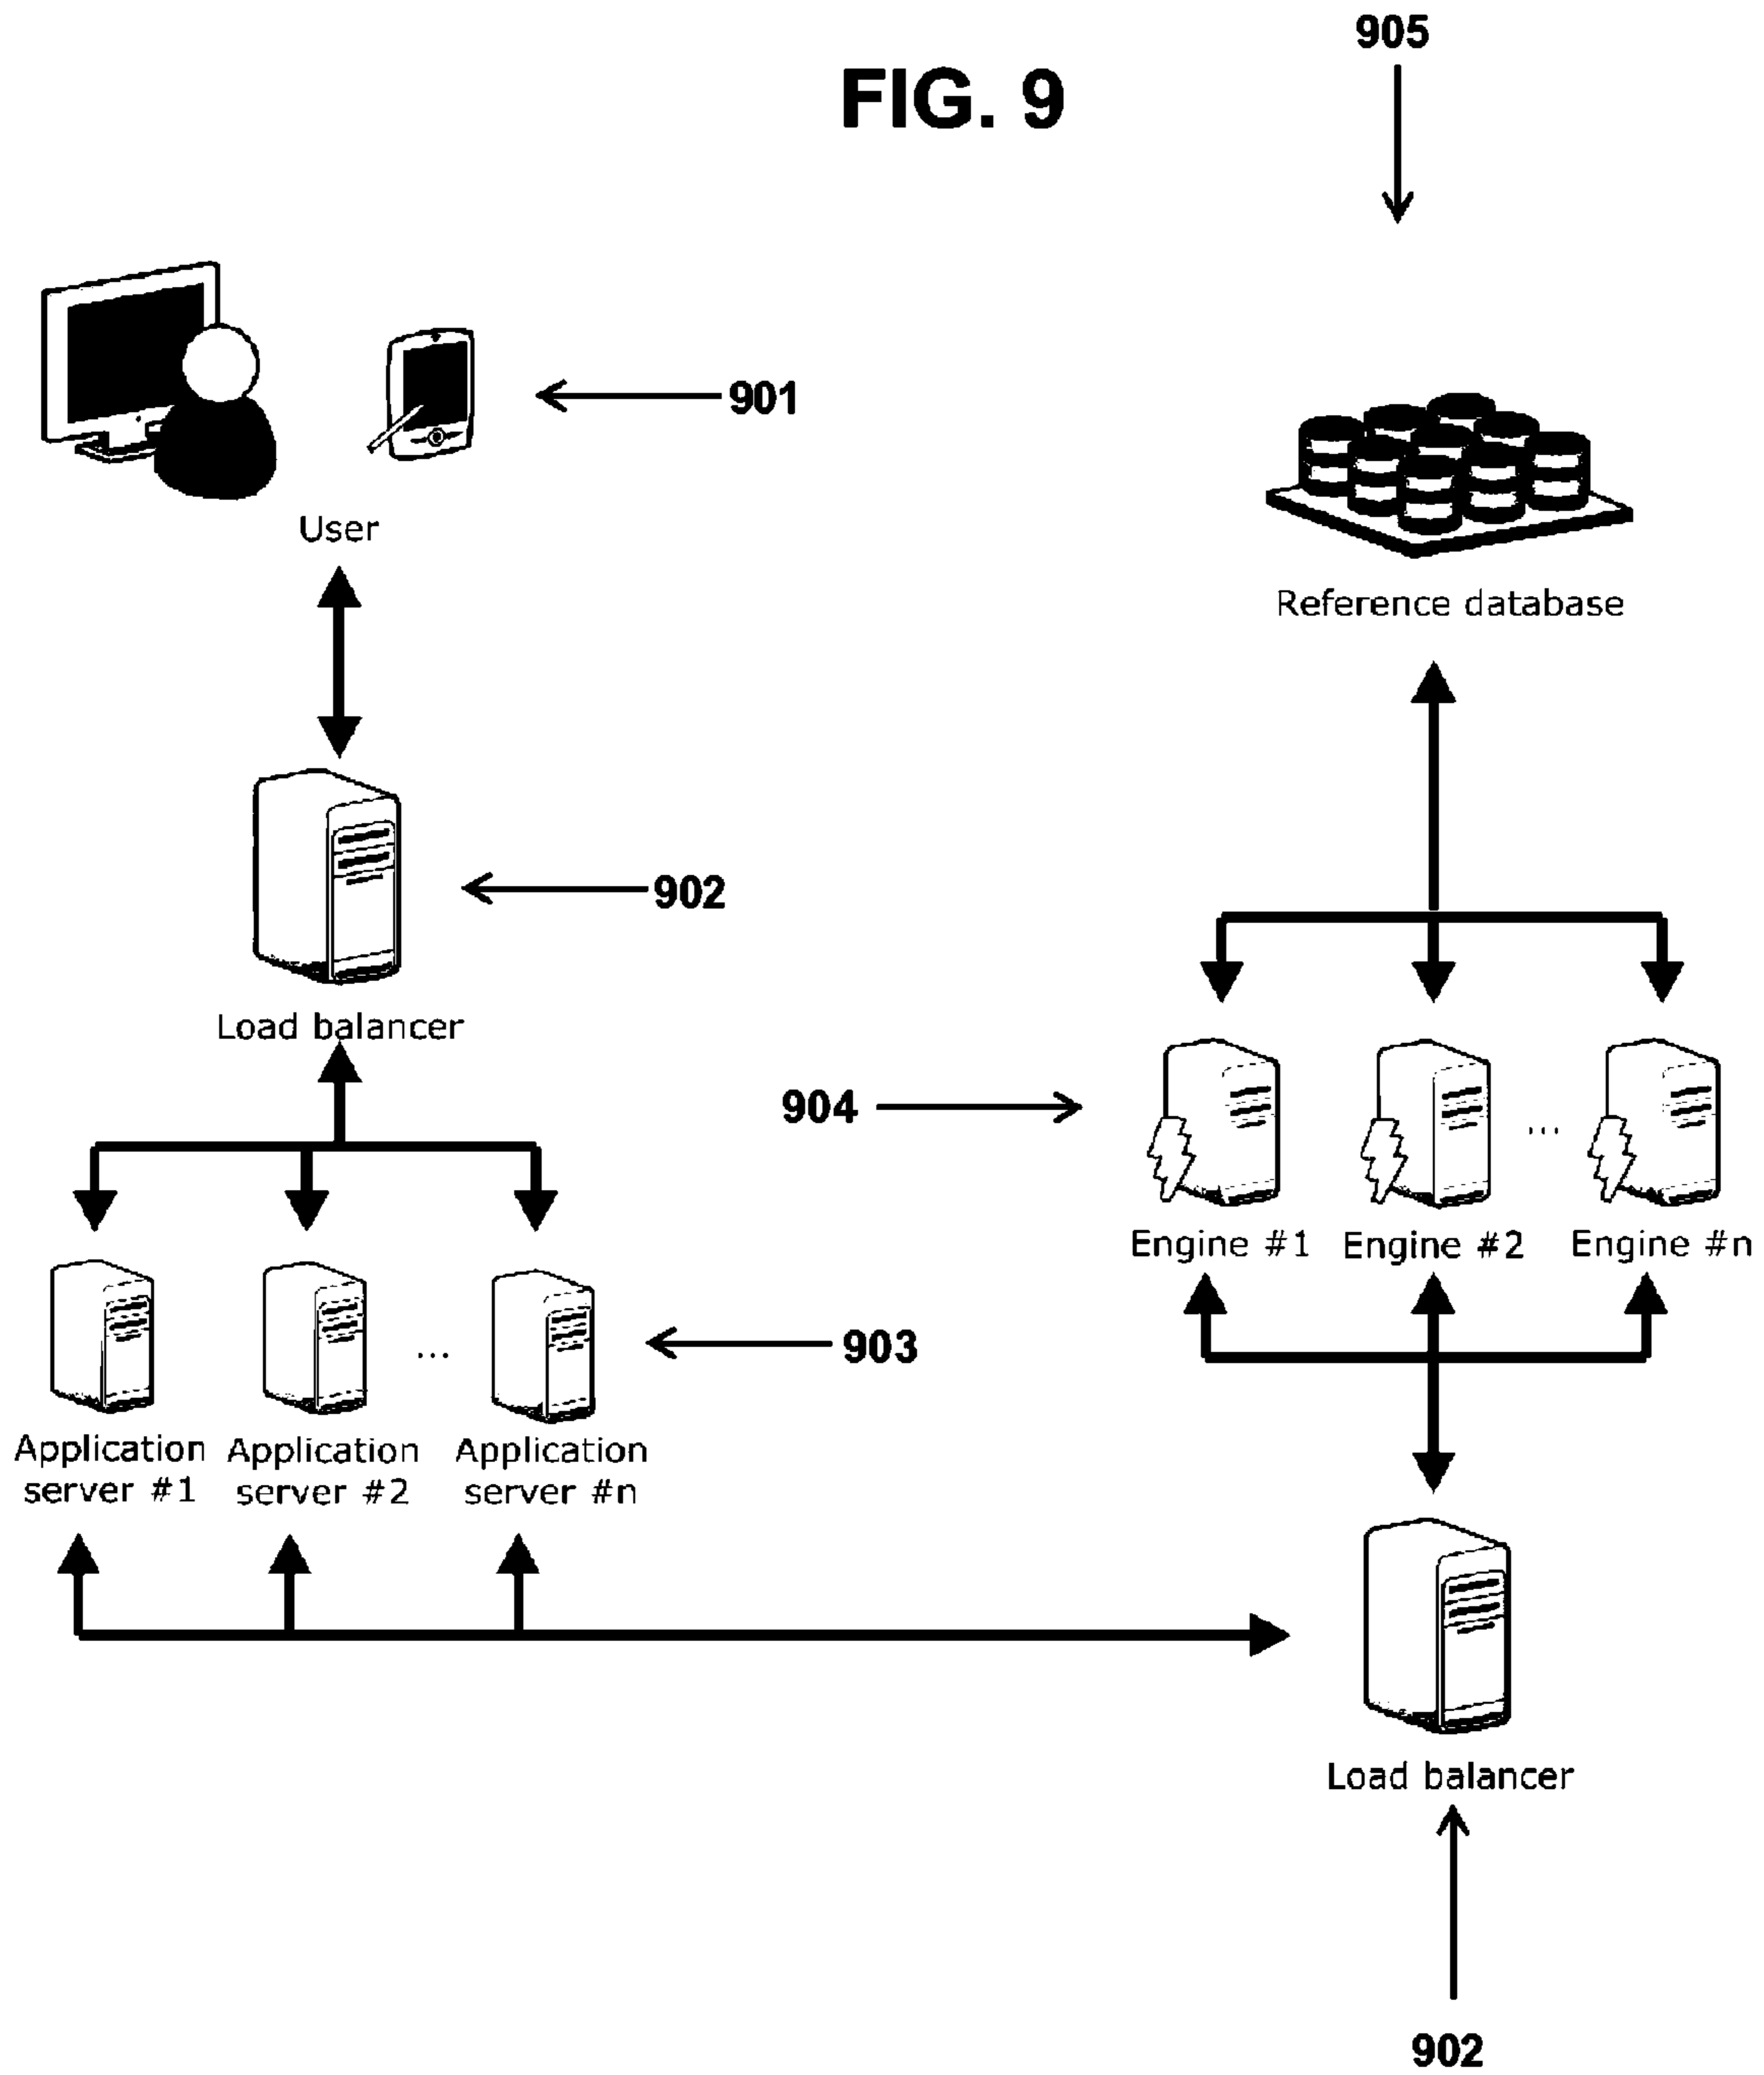 905
FIG. 9
901
User
Reference database
902
Load balancer
904
...
Engine #1 Engine #2 Engine #n
903
...
Application Application Application
server #1 server #2 server #n
Load balancer
902